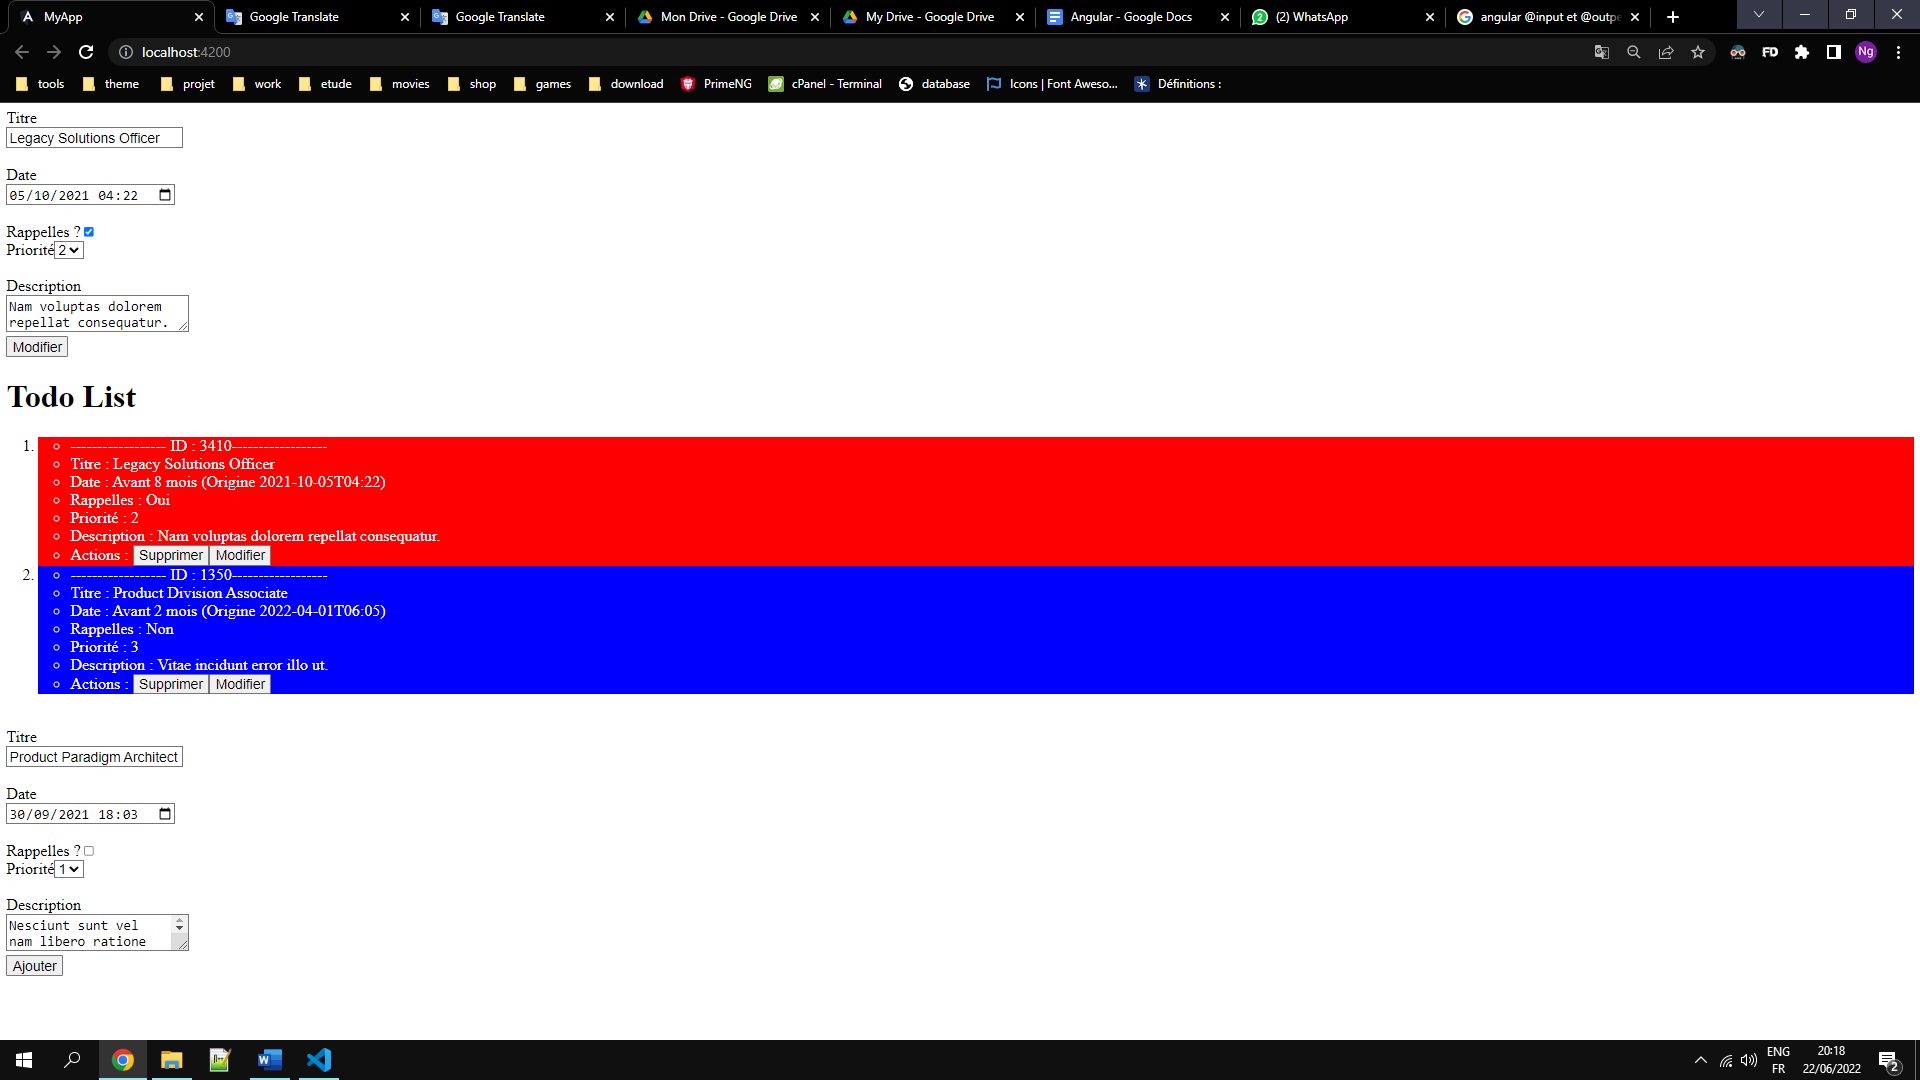 MyApp
Google Translate
Google Translate
Mon Drive - Google Drive
My Drive - Google Drive
Angular - Google Docs
(2) WhatsApp
angular @input et @outp
localhost:4200
FD
Ng
tools
theme
projet
work
etude
movies
shop
games
download
PrimeNG
cPanel - Terminal
database
Icons | Font Aweso...
Définitions :
Titre
Legacy Solutions Officer
Date
05/10/2021 04:22
Rappelles ?
Priorité 2
Description
Nam voluptas dolorem
repellat consequatur.
Modifier
Todo List
1.
------------------ ID : 3410------------------
Titre : Legacy Solutions Officer
Date : Avant 8 mois (Origine 2021-10-05T04:22)
Rappelles : Oui
Priorité : 2
Description : Nam voluptas dolorem repellat consequatur.
Actions : Supprimer Modifier
2.
------------------ ID : 1350------------------
Titre : Product Division Associate
Date : Avant 2 mois (Origine 2022-04-01T06:05)
Rappelles : Non
Priorité : 3
Description : Vitae incidunt error illo ut.
Actions : Supprimer Modifier
Titre
Product Paradigm Architect
Date
30/09/2021 18:03
Rappelles ?
Priorité 1
Description
Nesciunt sunt vel
nam libero ratione
Ajouter
ENG
FR
20:18
22/06/2022
2